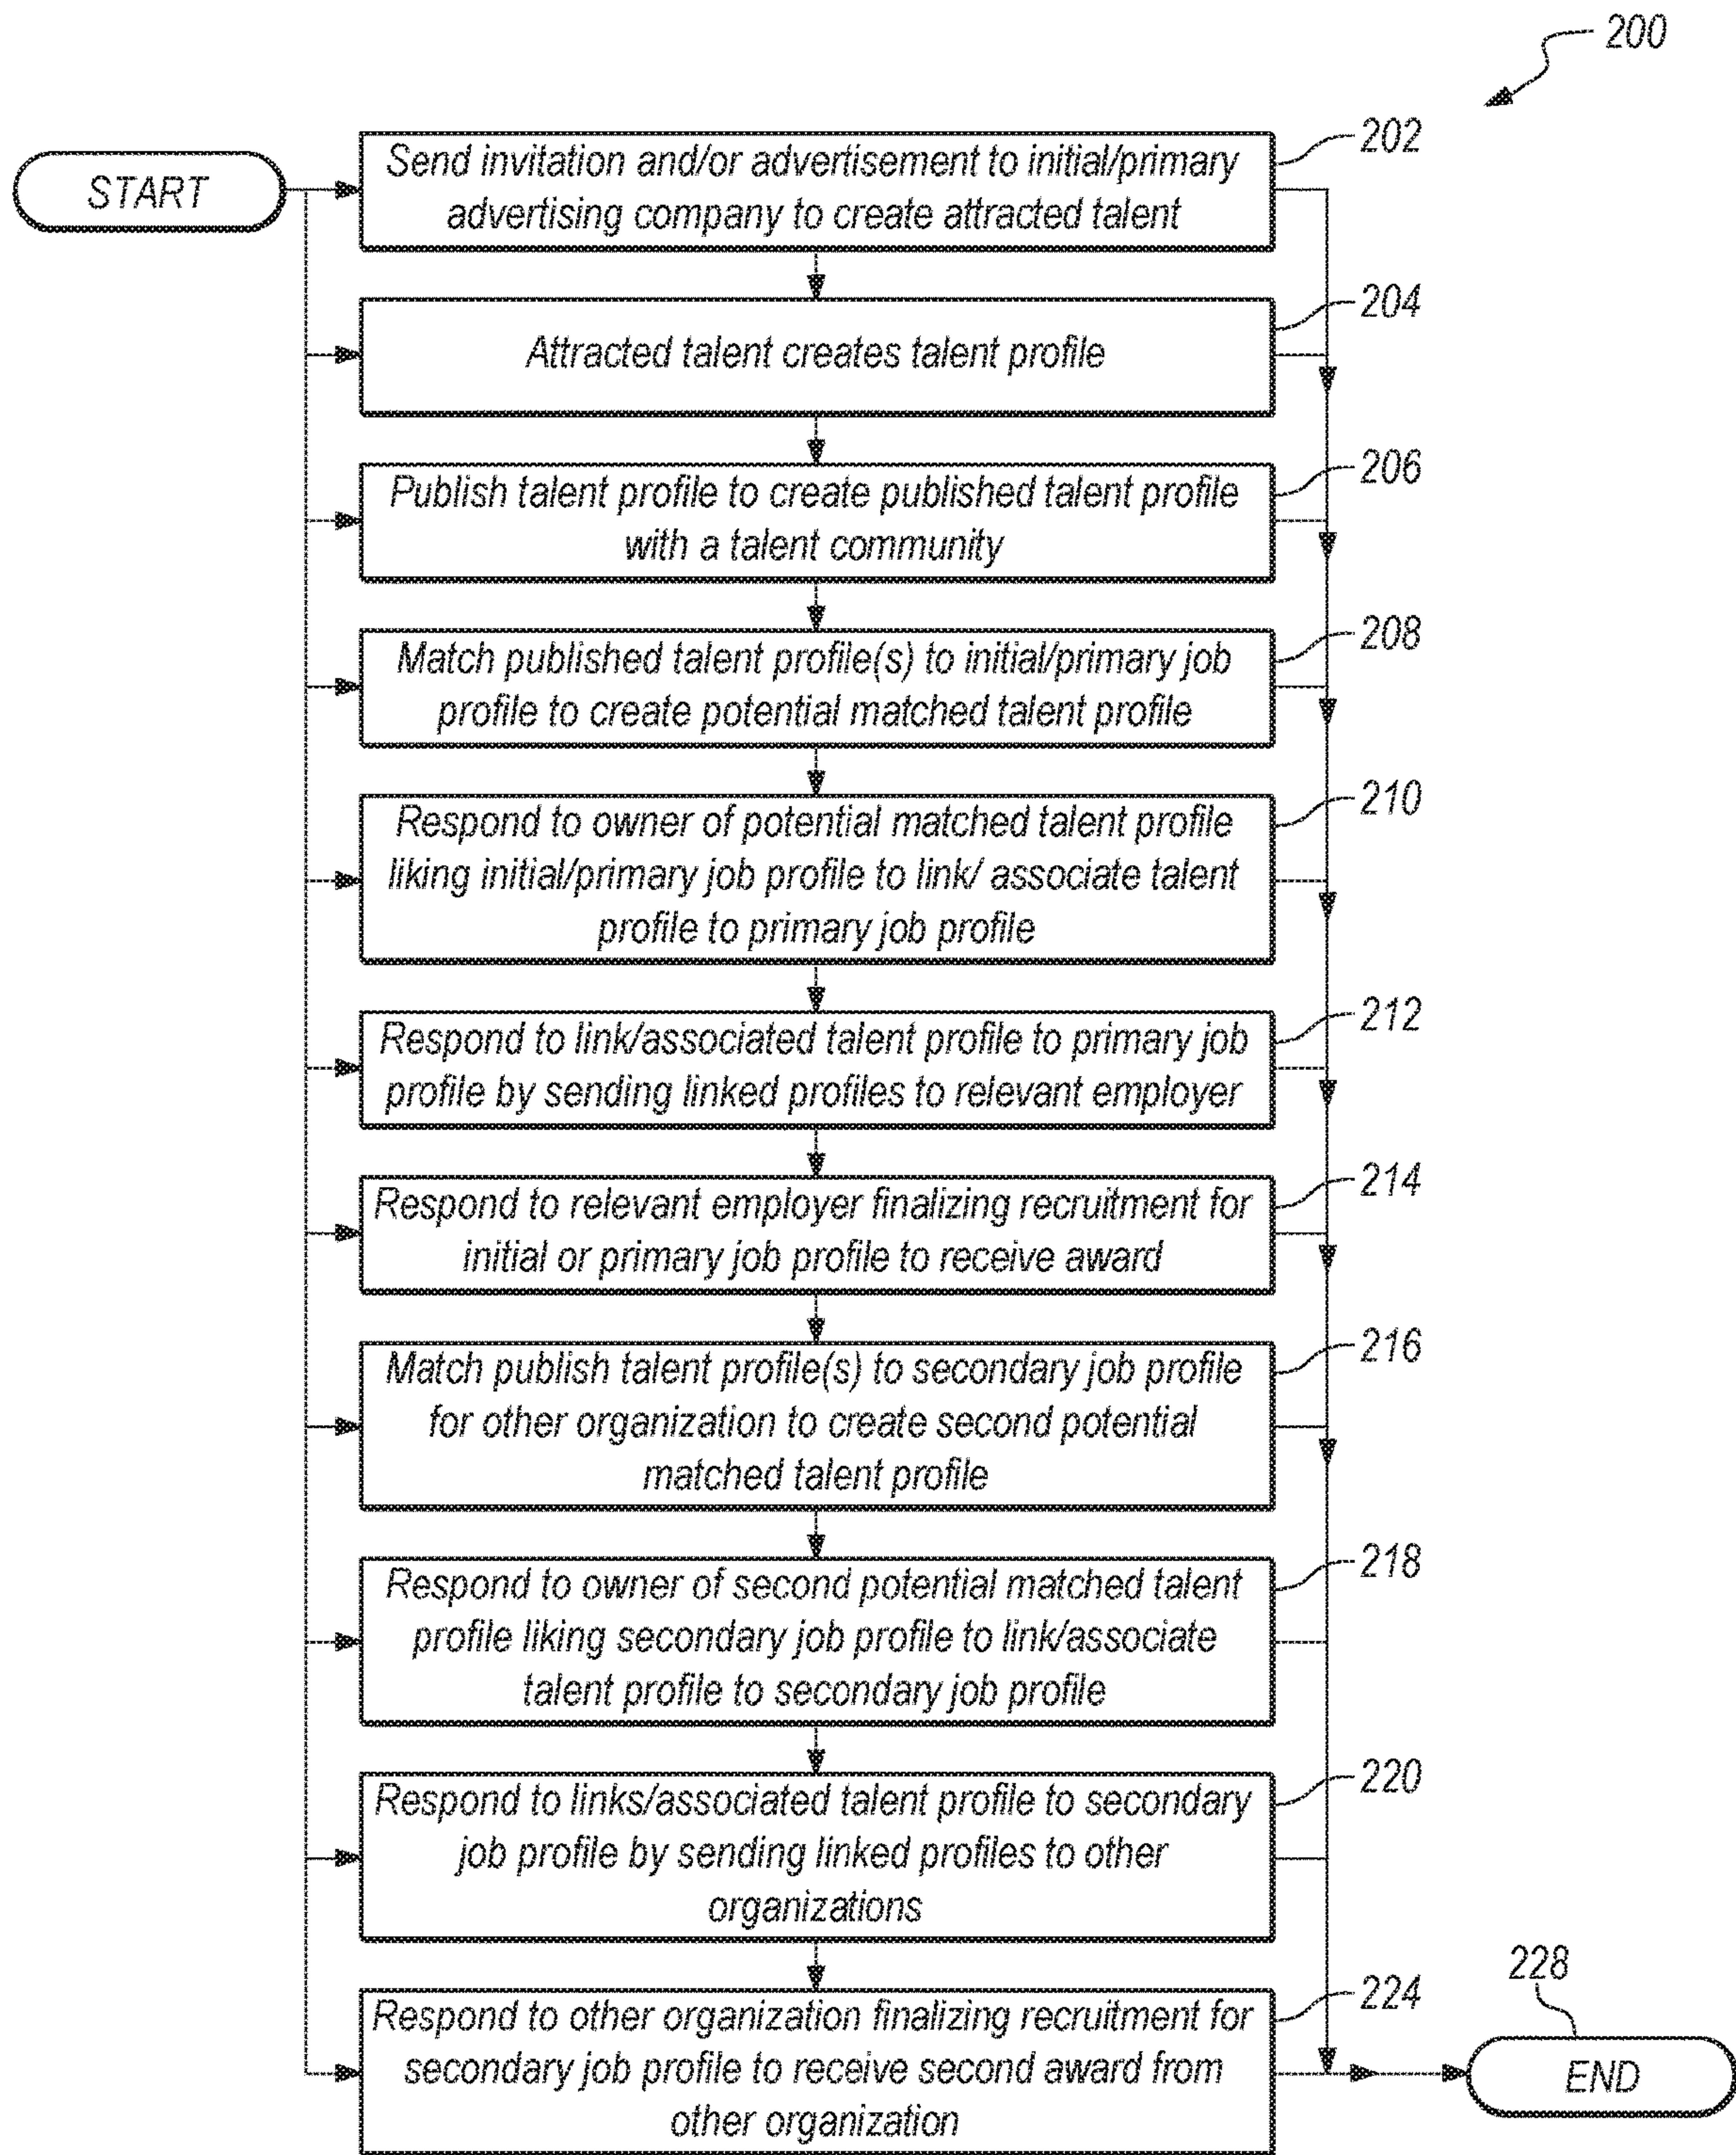 200
START
Send invitation and/or advertisement to initial/primary
advertising company to create attracted talent
202
Attracted talent creates talent profile
204
Publish talent profile to create published talent profile
with a talent community
206
Match published talent profile(s) to initial/primary job
profile to create potential matched talent profile
208
Respond to owner of potential matched talent profile
liking initial/primary job profile to link/ associate talent
profile to primary job profile
210
Respond to link/associated talent profile to primary job
profile by sending linked profiles to relevant employer
212
Respond to relevant employer finalizing recruitment for
initial or primary job profile to receive award
214
Match publish talent profile(s) to secondary job profile
for other organization to create second potential
matched talent profile
216
Respond to owner of second potential matched talent
profile liking secondary job profile to link/associate
talent profile to secondary job profile
218
Respond to links/associated talent profile to secondary
job profile by sending linked profiles to other
organizations
220
Respond to other organization finalizing recruitment for
secondary job profile to receive second award from
other organization
224
228
END